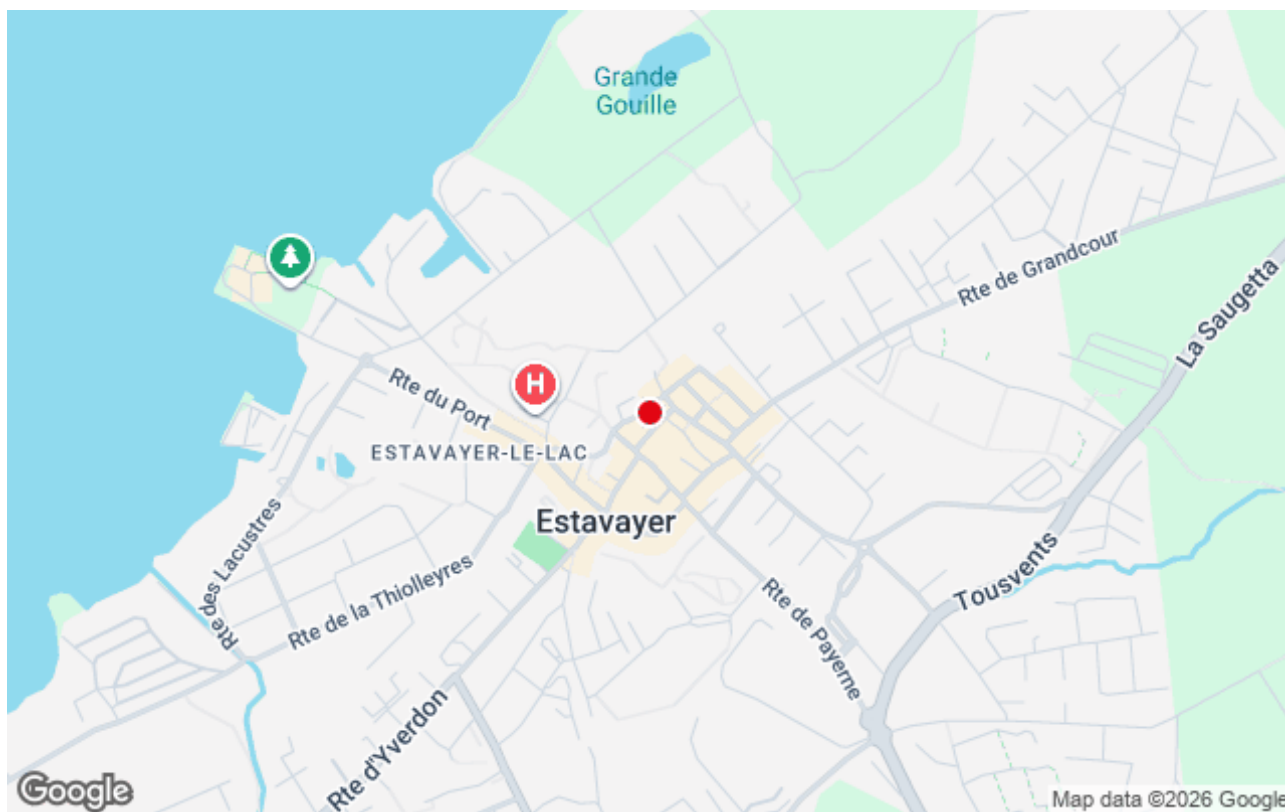 Grande
Gouille
Rte de Grandcour
La Saugetta
H
Rte du Port
ESTAVAYER-LE-LAC
Estavayer
Rte des Lacustres
Rte de la Thiolleyres
Tousvents
Rte de Payerne
Rte d'Yverdon
Google
Map data ©2026 Google